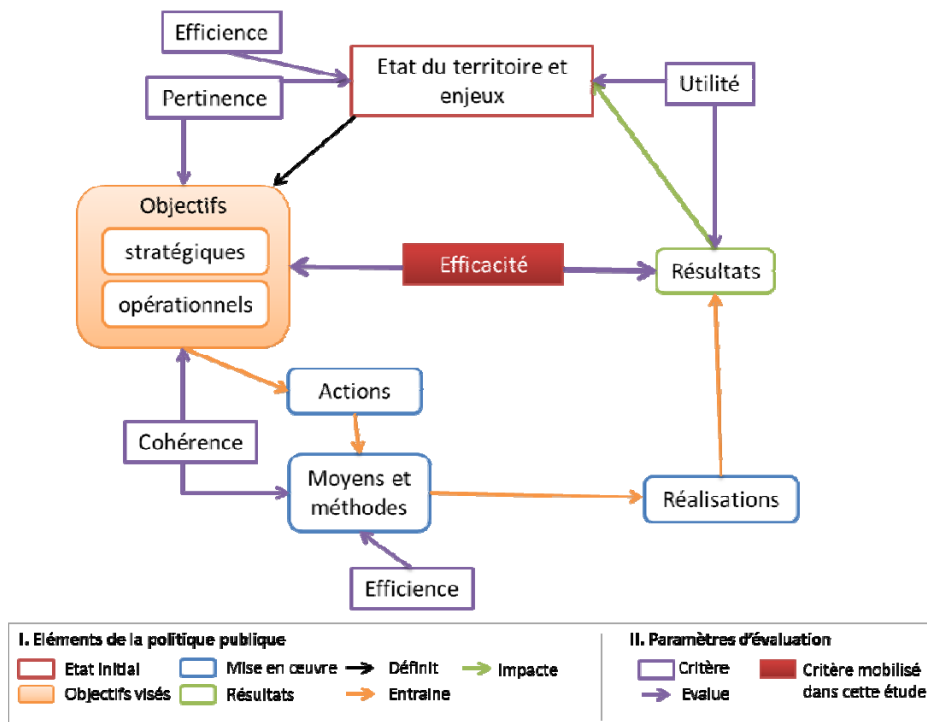 Efficience
Etat du territoire et
enjeux
Utilité
Pertinence
Objectifs
stratégiques
opérationnels
Efficacité
Résultats
Actions
Cohérence
Moyens et
méthodes
Réalisations
Efficience
I. Eléments de la politique publique
Etat initial
Mise en œuvre
Définit
Impacte
Objectifs visés
Résultats
Entraine
II. Paramètres d'évaluation
Critère
Evalue
Critère mobilisé
dans cette étude